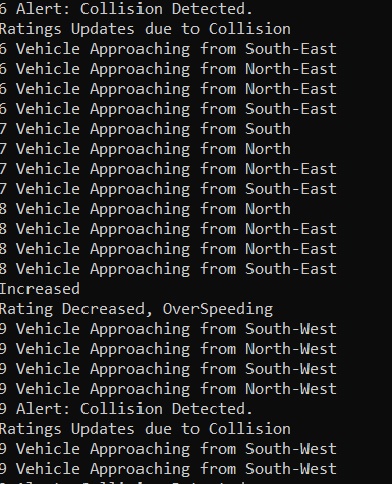 6 Alert: Collision Detected.
Ratings Updates due to Collision
6 Vehicle Approaching from South-East
6 Vehicle Approaching from North-East
6 Vehicle Approaching from North-East
6 Vehicle Approaching from South-East
7 Vehicle Approaching from South
7 Vehicle Approaching from North
7 Vehicle Approaching from North-East
7 Vehicle Approaching from South-East
8 Vehicle Approaching from North
8 Vehicle Approaching from North-East
8 Vehicle Approaching from North-East
8 Vehicle Approaching from South-East
Increased
Rating Decreased, OverSpeeding
9 Vehicle Approaching from South-West
9 Vehicle Approaching from North-West
9 Vehicle Approaching from South-West
9 Vehicle Approaching from North-West
9 Alert: Collision Detected.
Ratings Updates due to Collision
9 Vehicle Approaching from South-West
9 Vehicle Approaching from South-West